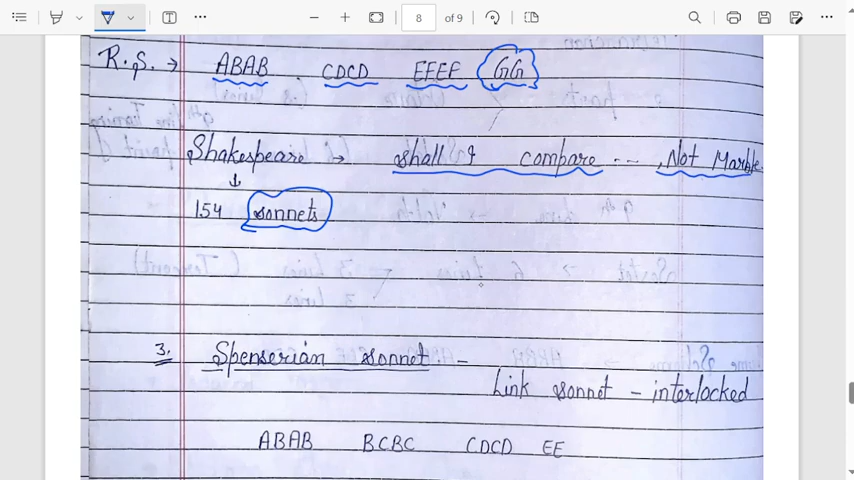 8 of 9
R.S. → ABAB CDCD EFEF GG
Shakespeare → shall I compare ---, Not Marble.
↓
154 sonnets
3. Spenserian sonnet. -
Link sonnet - interlocked
ABAB BCBC CDCD EE